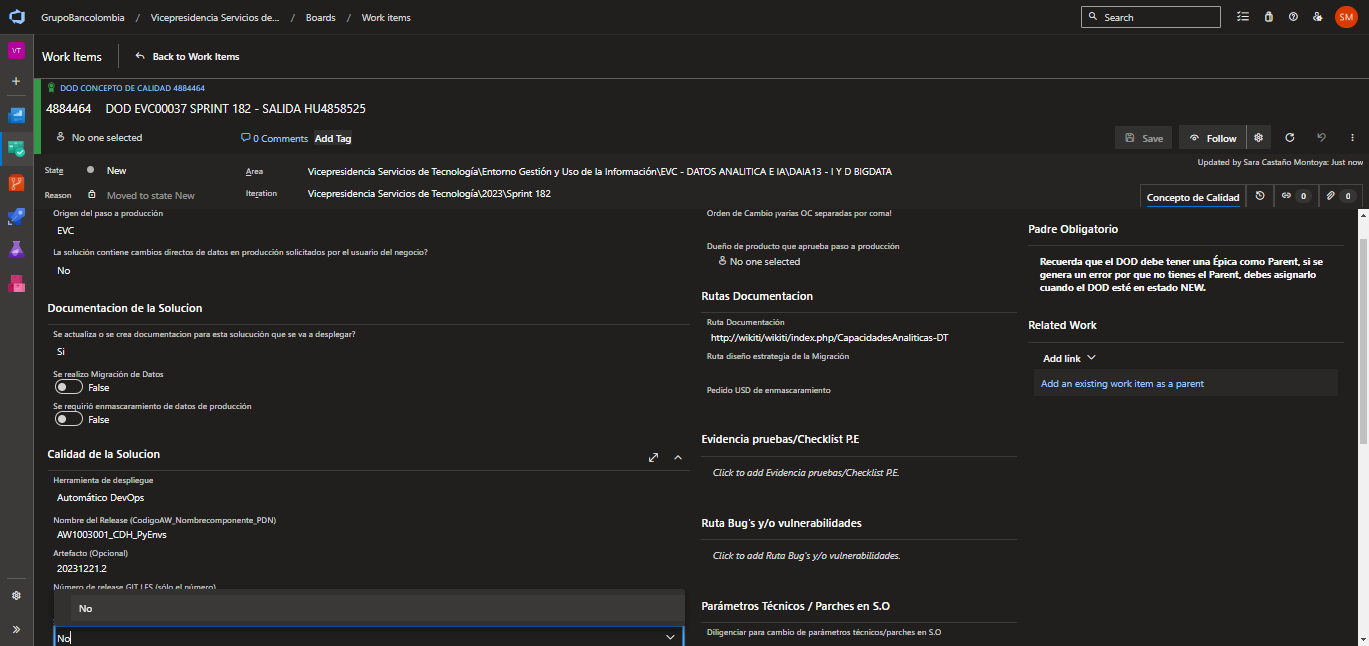 GrupoBancolombia / Vicepresidencia Servicios de... / Boards / Work items
Search
SM
VT
Work Items
Back to Work Items
DOD CONCEPTO DE CALIDAD 4884464
4884464 DOD EVC00037 SPRINT 182 - SALIDA HU4858525
No one selected
0 Comments
Add Tag
Save
Follow
Updated by Sara Castaño Montoya: Just now
State
New
Area
Vicepresidencia Servicios de Tecnología\Entorno Gestión y Uso de la Información\EVC - DATOS ANALITICA E IA\DAIA13 - I Y D BIGDATA
Reason
Moved to state New
Iteration
Vicepresidencia Servicios de Tecnología\2023\Sprint 182
Concepto de Calidad
0
0
Origen del paso a producción
EVC
La solución contiene cambios directos de datos en producción solicitados por el usuario del negocio?
No
Documentacion de la Solucion
Se actualiza o se crea documentacion para esta solucución que se va a desplegar?
Si
Se realizo Migración de Datos
False
Se requirió enmascaramiento de datos de producción
False
Calidad de la Solucion
Herramienta de despliegue
Automático DevOps
Nombre del Release (CodigoAW_Nombrecomponente_PDN)
AW1003001_CDH_PyEnvs
Artefacto (Opcional)
20231221.2
Número de release GIT LFS (sólo el número)
No
No
Orden de Cambio ¡varias OC separadas por coma!
Dueño de producto que aprueba paso a producción
No one selected
Rutas Documentacion
Ruta Documentación
http://wikiti/wikiti/index.php/CapacidadesAnaliticas-DT
Ruta diseño estrategia de la Migración
Pedido USD de enmascaramiento
Evidencia pruebas/Checklist P.E
Click to add Evidencia pruebas/Checklist P.E.
Ruta Bug's y/o vulnerabilidades
Click to add Ruta Bug's y/o vulnerabilidades.
Parámetros Técnicos / Parches en S.O
Diligenciar para cambio de parámetros técnicos/parches en S.O
Padre Obligatorio
Recuerda que el DOD debe tener una Épica como Parent, si se
genera un error por que no tienes el Parent, debes asignarlo
cuando el DOD esté en estado NEW.
Related Work
Add link
Add an existing work item as a parent